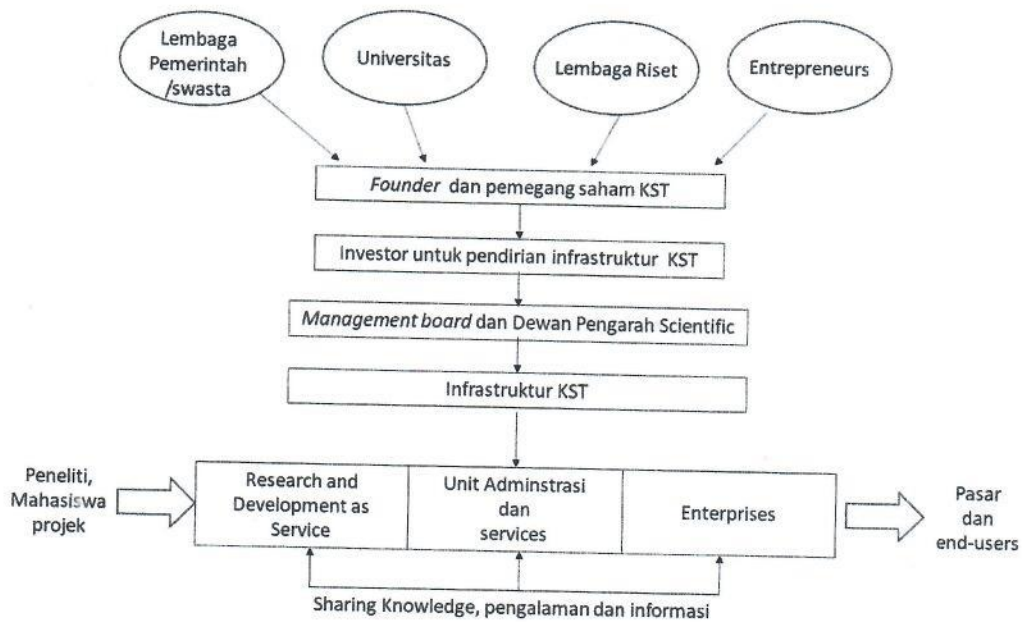 Lembaga
Pemerintah
/swasta
Universitas
Lembaga Riset
Entrepreneurs
Founder dan pemegang saham KST
Investor untuk pendirian infrastruktur KST
Management board dan Dewan Pengarah Scientific
Infrastruktur KST
Peneliti,
Mahasiswa
projek
Research and
Development as
Service
Unit Adminstrasi
dan
services
Enterprises
Pasar
dan
end-users
Sharing Knowledge, pengalaman dan informasi